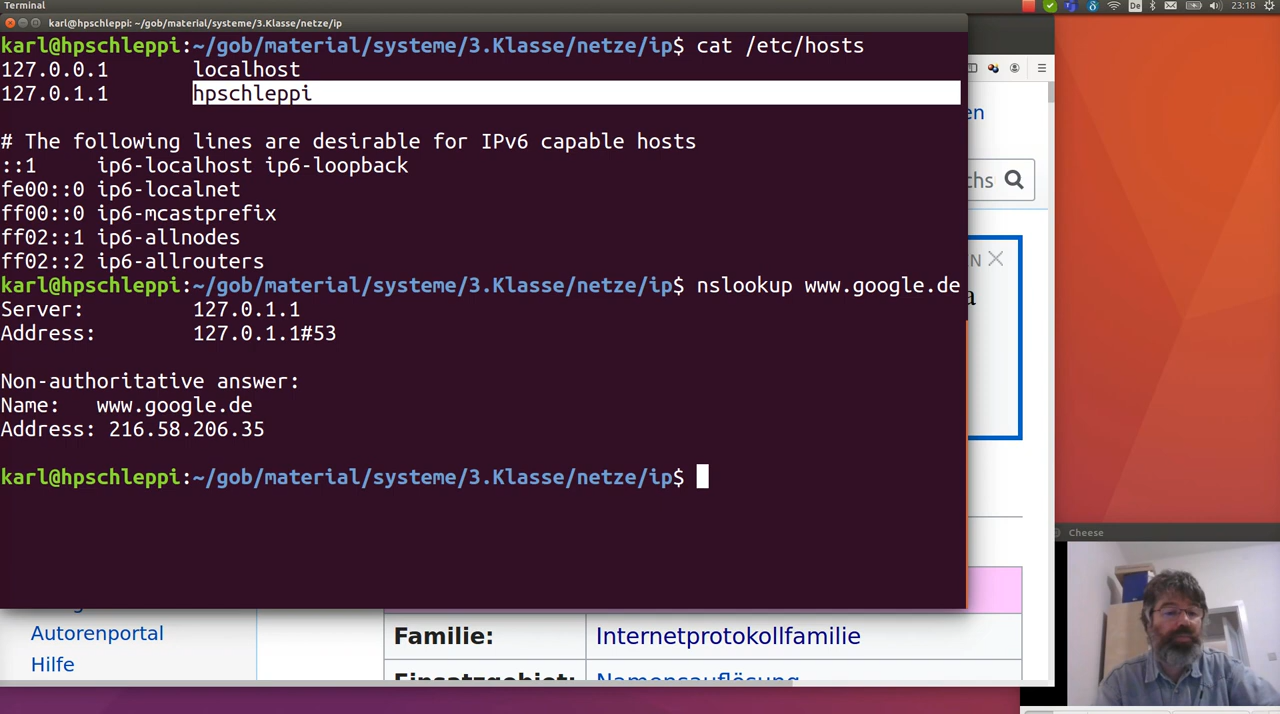 Terminal
De
23:18
karl@hpschleppi: ~/gob/material/systeme/3.Klasse/netze/ip
karl@hpschleppi:~/gob/material/systeme/3.Klasse/netze/ip$ cat /etc/hosts
127.0.0.1 localhost
127.0.1.1 hpschleppi
# The following lines are desirable for IPv6 capable hosts
::1 ip6-localhost ip6-loopback
fe00::0 ip6-localnet
ff00::0 ip6-mcastprefix
ff02::1 ip6-allnodes
ff02::2 ip6-allrouters
karl@hpschleppi:~/gob/material/systeme/3.Klasse/netze/ip$ nslookup www.google.de
Server: 127.0.1.1
Address: 127.0.1.1#53
Non-authoritative answer:
Name: www.google.de
Address: 216.58.206.35
karl@hpschleppi:~/gob/material/systeme/3.Klasse/netze/ip$
en
chs
N
a
Cheese
Autorenportal
Hilfe
Familie: Internetprotokollfamilie
Einsatzgebiet: Namensauflösung